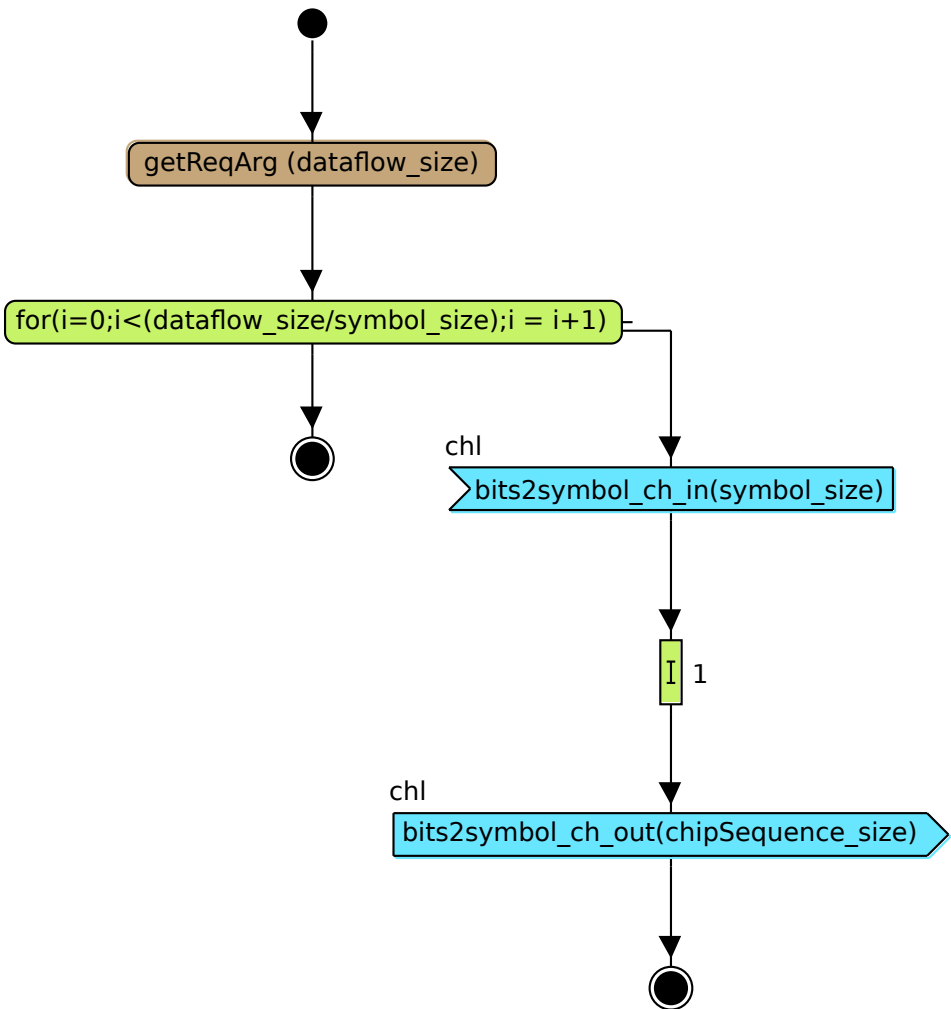 getReqArg (dataflow_size)
for(i=0;i<(dataflow_size/symbol_size);i = i+1)
chl
bits2symbol_ch_in(symbol_size)
I 1
chl
bits2symbol_ch_out(chipSequence_size)